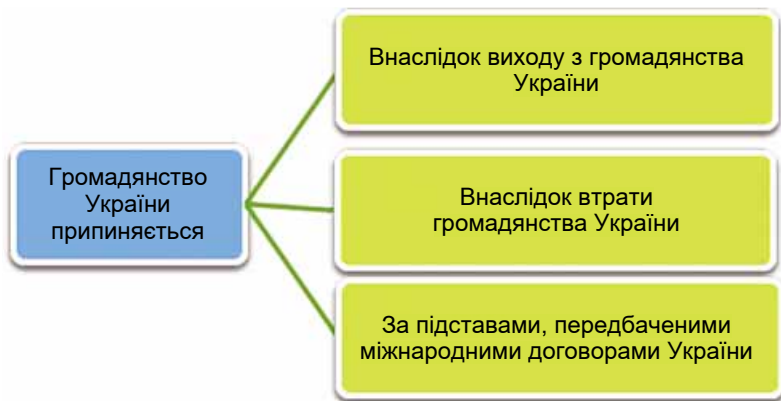 Громадянство
України
припиняється
Внаслідок виходу з громадянства
України
Внаслідок втрати
громадянства України
За підставами, передбаченими
міжнародними договорами України